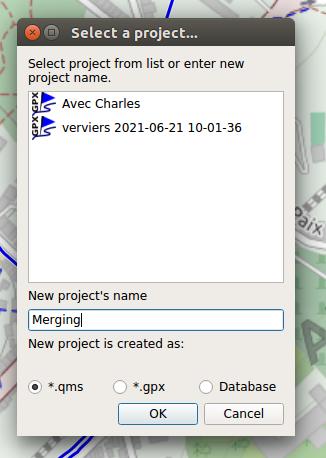 Select a project...
Select project from list or enter new
project name.
GPX Avec Charles
GPX verviers 2021-06-21 10-01-36
Paix
New project's name
Merging
New project is created as:
*.qms *.gpx Database
OK Cancel